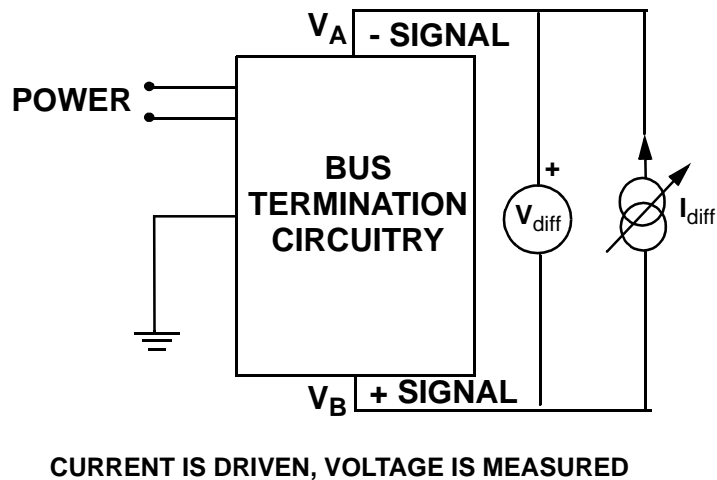 VA - SIGNAL
POWER
BUS
TERMINATION
CIRCUITRY
+
Vdiff
Idiff
VB + SIGNAL
CURRENT IS DRIVEN, VOLTAGE IS MEASURED